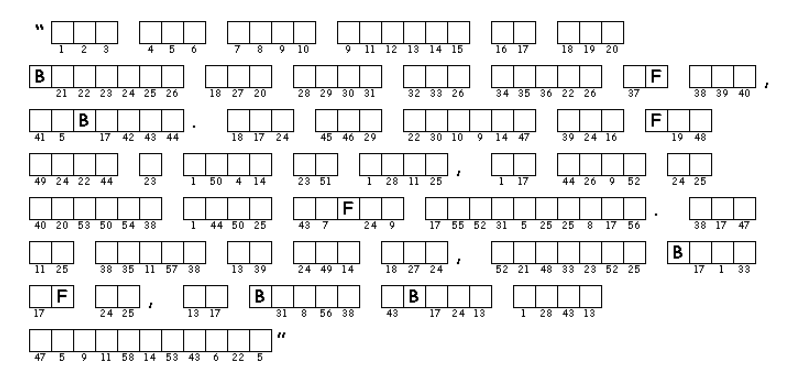 “ 1 2 3 4 5 6 7 8 9 10 9 11 12 13 14 15 16 17 18 19 20
B 21 22 23 24 25 26 18 27 20 28 29 30 31 32 33 26 34 35 36 22 26 37 F 38 39 40 ,
41 5 B 17 42 43 44 . 18 17 24 45 46 29 22 30 10 9 14 47 39 24 16 F 19 48
49 24 22 44 23 1 50 4 14 23 51 1 28 11 25 , 1 17 44 26 9 52 24 25
40 20 53 50 54 38 1 44 50 25 43 7 F 24 9 17 55 52 31 5 25 25 8 17 56 . 38 17 47
11 25 38 35 11 57 38 13 39 24 49 14 18 27 24 , 52 21 48 33 23 52 25 B 17 1 33
17 F 24 25 , 13 17 B 31 8 56 38 43 B 17 24 13 1 28 43 13
47 5 9 11 58 14 53 43 6 22 5 “